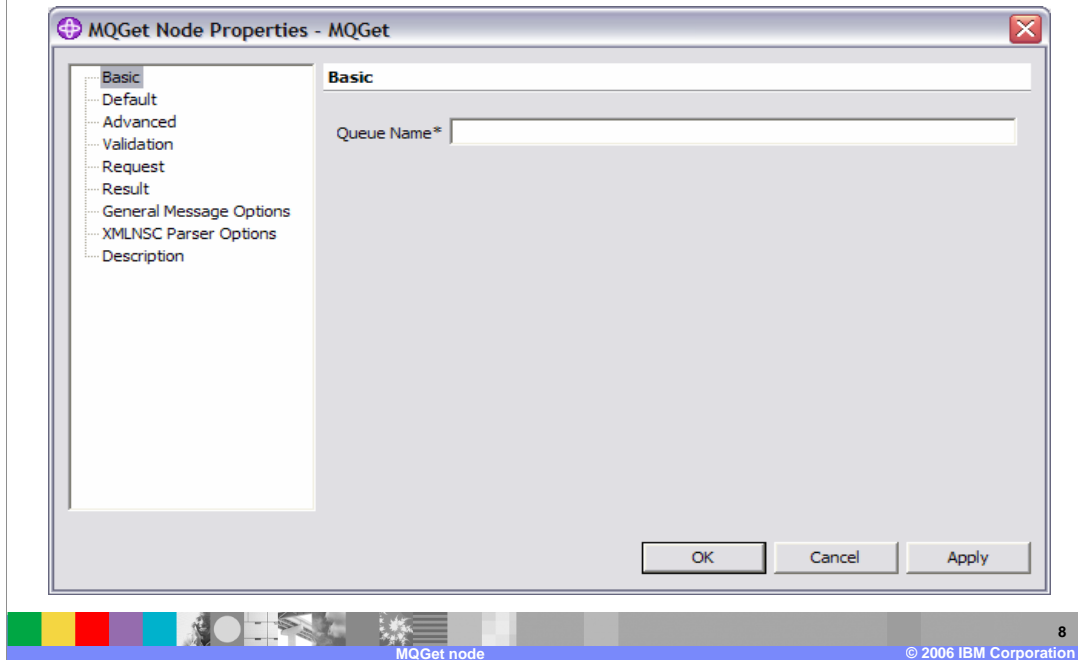 MQGet Node Properties - MQGet
Basic
Default
Advanced
Validation
Request
Result
General Message Options
XMLNSC Parser Options
Description
Basic
Queue Name*
OK
Cancel
Apply
8
MQGet node
© 2006 IBM Corporation